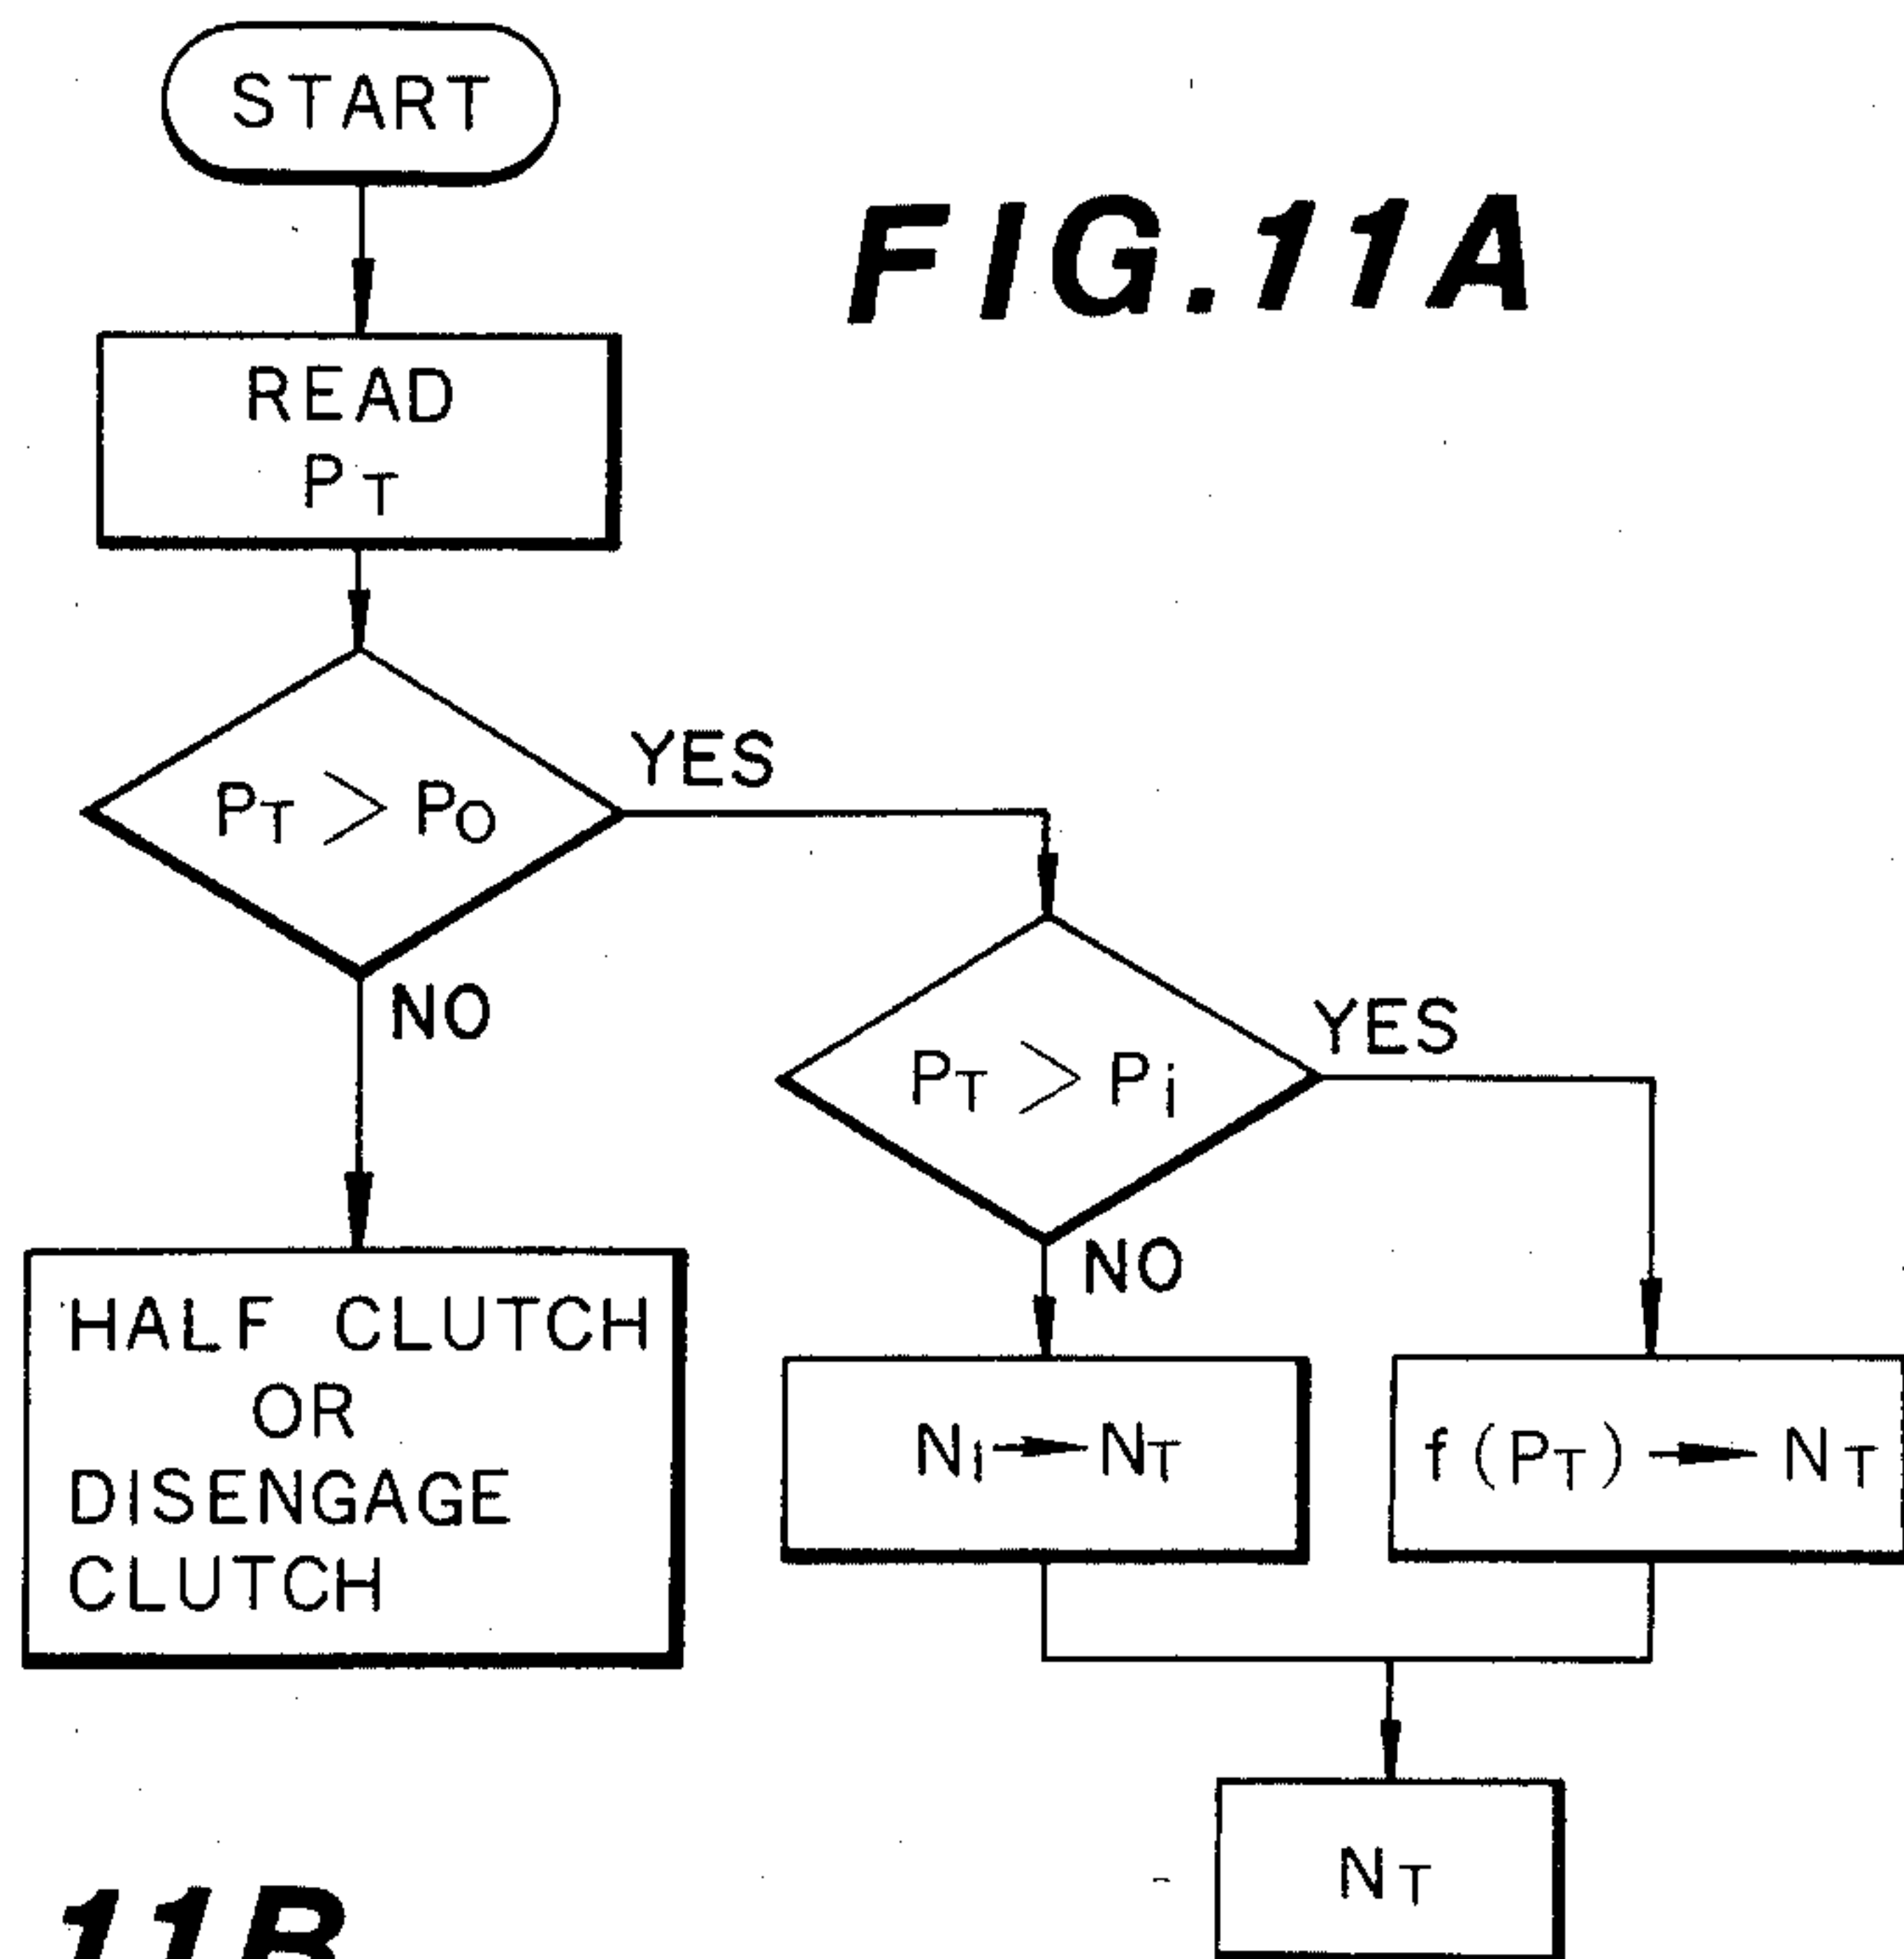 START
FIG.11A
READ
PT
PT > PO
YES
NO
PT > Pi
YES
NO
HALF CLUTCH
OR
DISENGAGE
CLUTCH
Ni → NT
f(PT) → NT
NT
11B